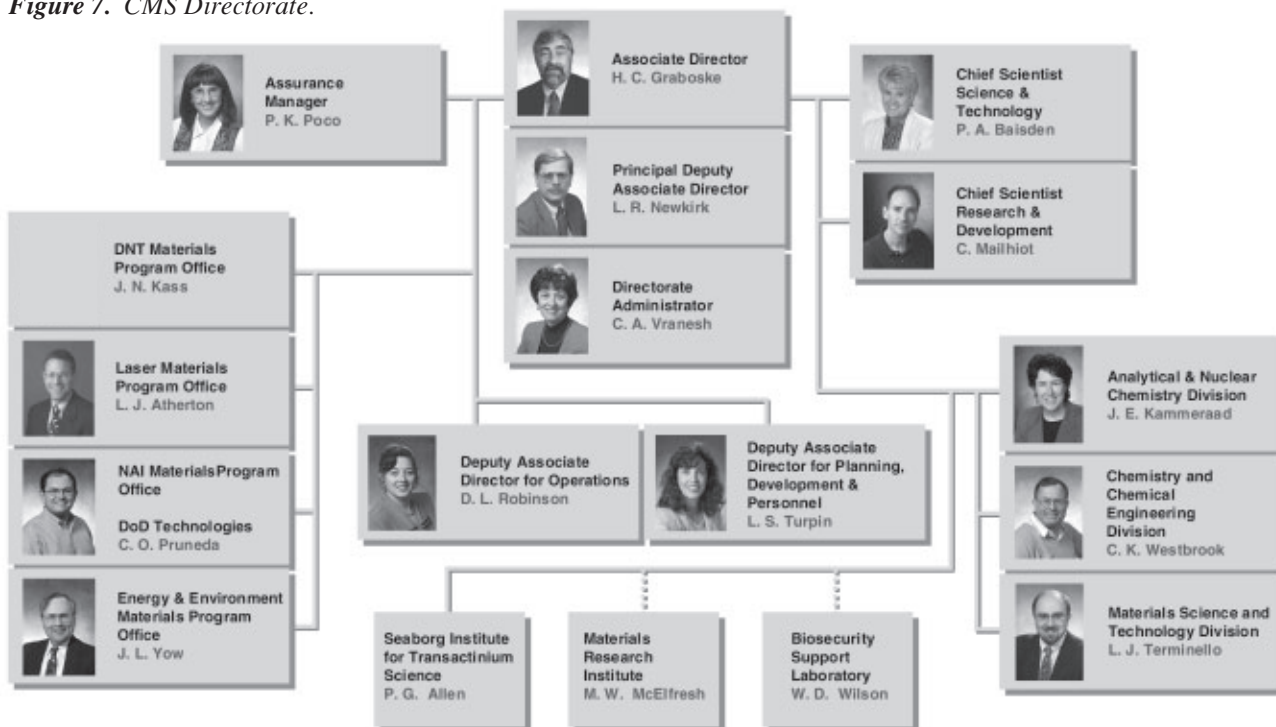 Figure 7. CMS Directorate.
Assurance
Manager
P. K. Poco
Associate Director
H. C. Graboske
Principal Deputy
Associate Director
L. R. Newkirk
Directorate
Administrator
C. A. Vranesh
Chief Scientist
Science &
Technology
P. A. Baisden
Chief Scientist
Research &
Development
C. Mailhiot
DNT Materials
Program Office
J. N. Kass
Laser Materials
Program Office
L. J. Atherton
NAI Materials Program
Office
DoD Technologies
C. O. Pruneda
Energy & Environment
Materials Program
Office
J. L. Yow
Deputy Associate
Director for Operations
D. L. Robinson
Deputy Associate
Director for Planning,
Development &
Personnel
L. S. Turpin
Analytical & Nuclear
Chemistry Division
J. E. Kammeraad
Chemistry and
Chemical
Engineering
Division
C. K. Westbrook
Materials Science and
Technology Division
L. J. Terminello
Seaborg Institute
for Transactinium
Science
P. G. Allen
Materials
Research
Institute
M. W. McElfresh
Biosecurity
Support
Laboratory
W. D. Wilson